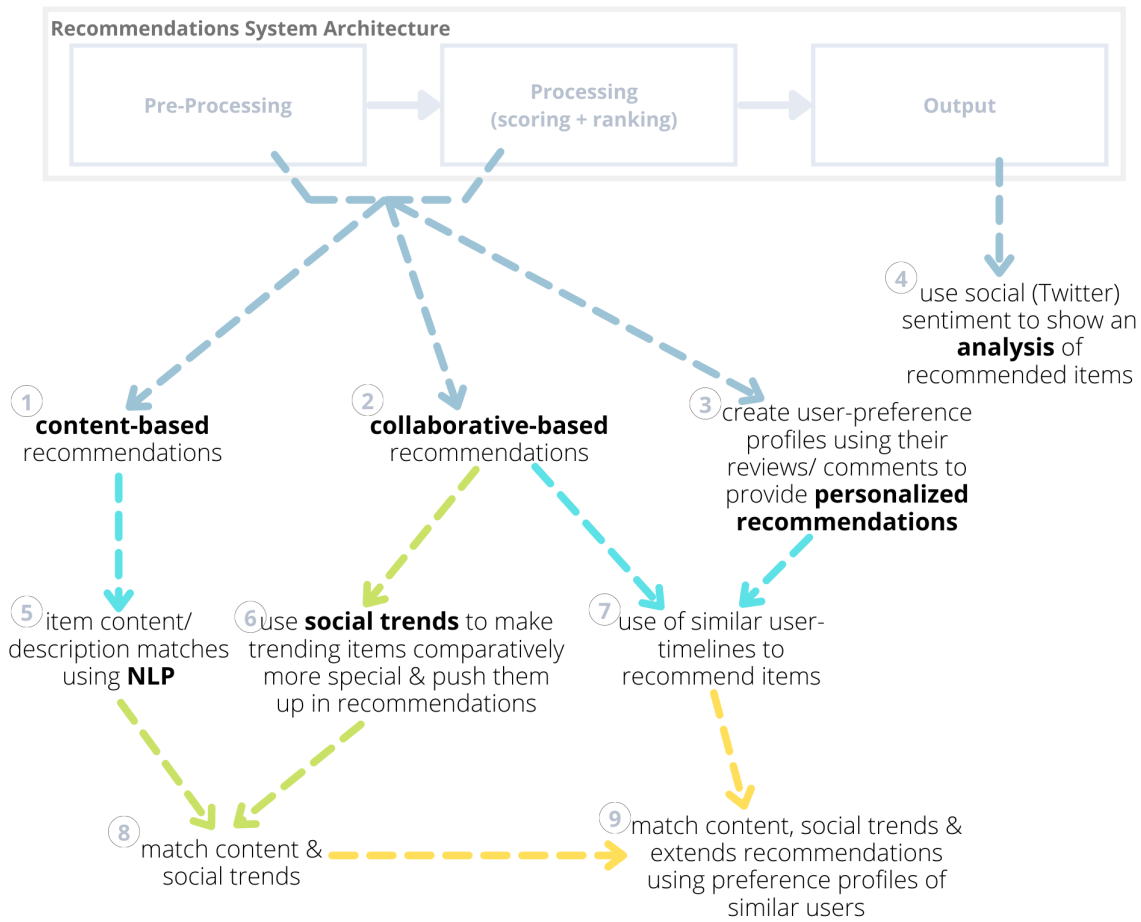 Recommendations System Architecture
Pre-Processing
Processing
(scoring + ranking)
Output
4
use social (Twitter)
sentiment to show an
analysis of
recommended items
1
content-based
recommendations
2
collaborative-based
recommendations
3
create user-preference
profiles using their
reviews/ comments to
provide personalized
recommendations
5
item content/
description matches
using NLP
6
use social trends to make
trending items comparatively
more special & push them
up in recommendations
7
use of similar user-
timelines to
recommend items
8
match content &
social trends
9
match content, social trends &
extends recommendations
using preference profiles of
similar users